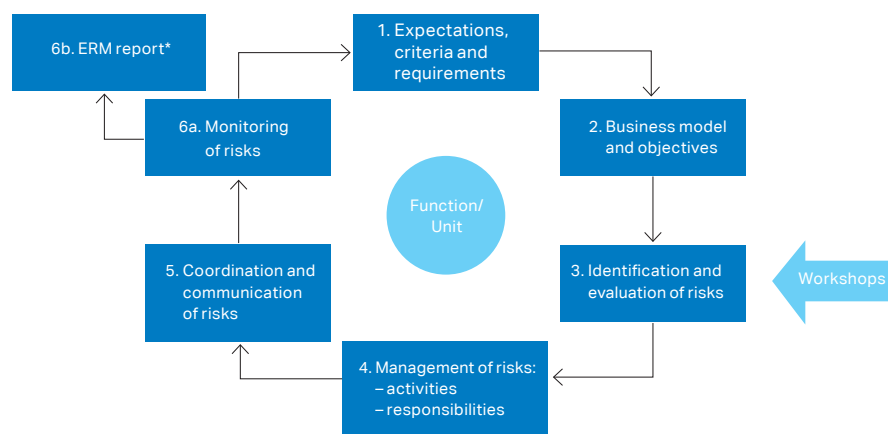 6b. ERM report*
1. Expectations,
criteria and
requirements
6a. Monitoring
of risks
2. Business model
and objectives
Function/
Unit
5. Coordination and
communication
of risks
3. Identification and
evaluation of risks
Workshops
4. Management of risks:
– activities
– responsibilities